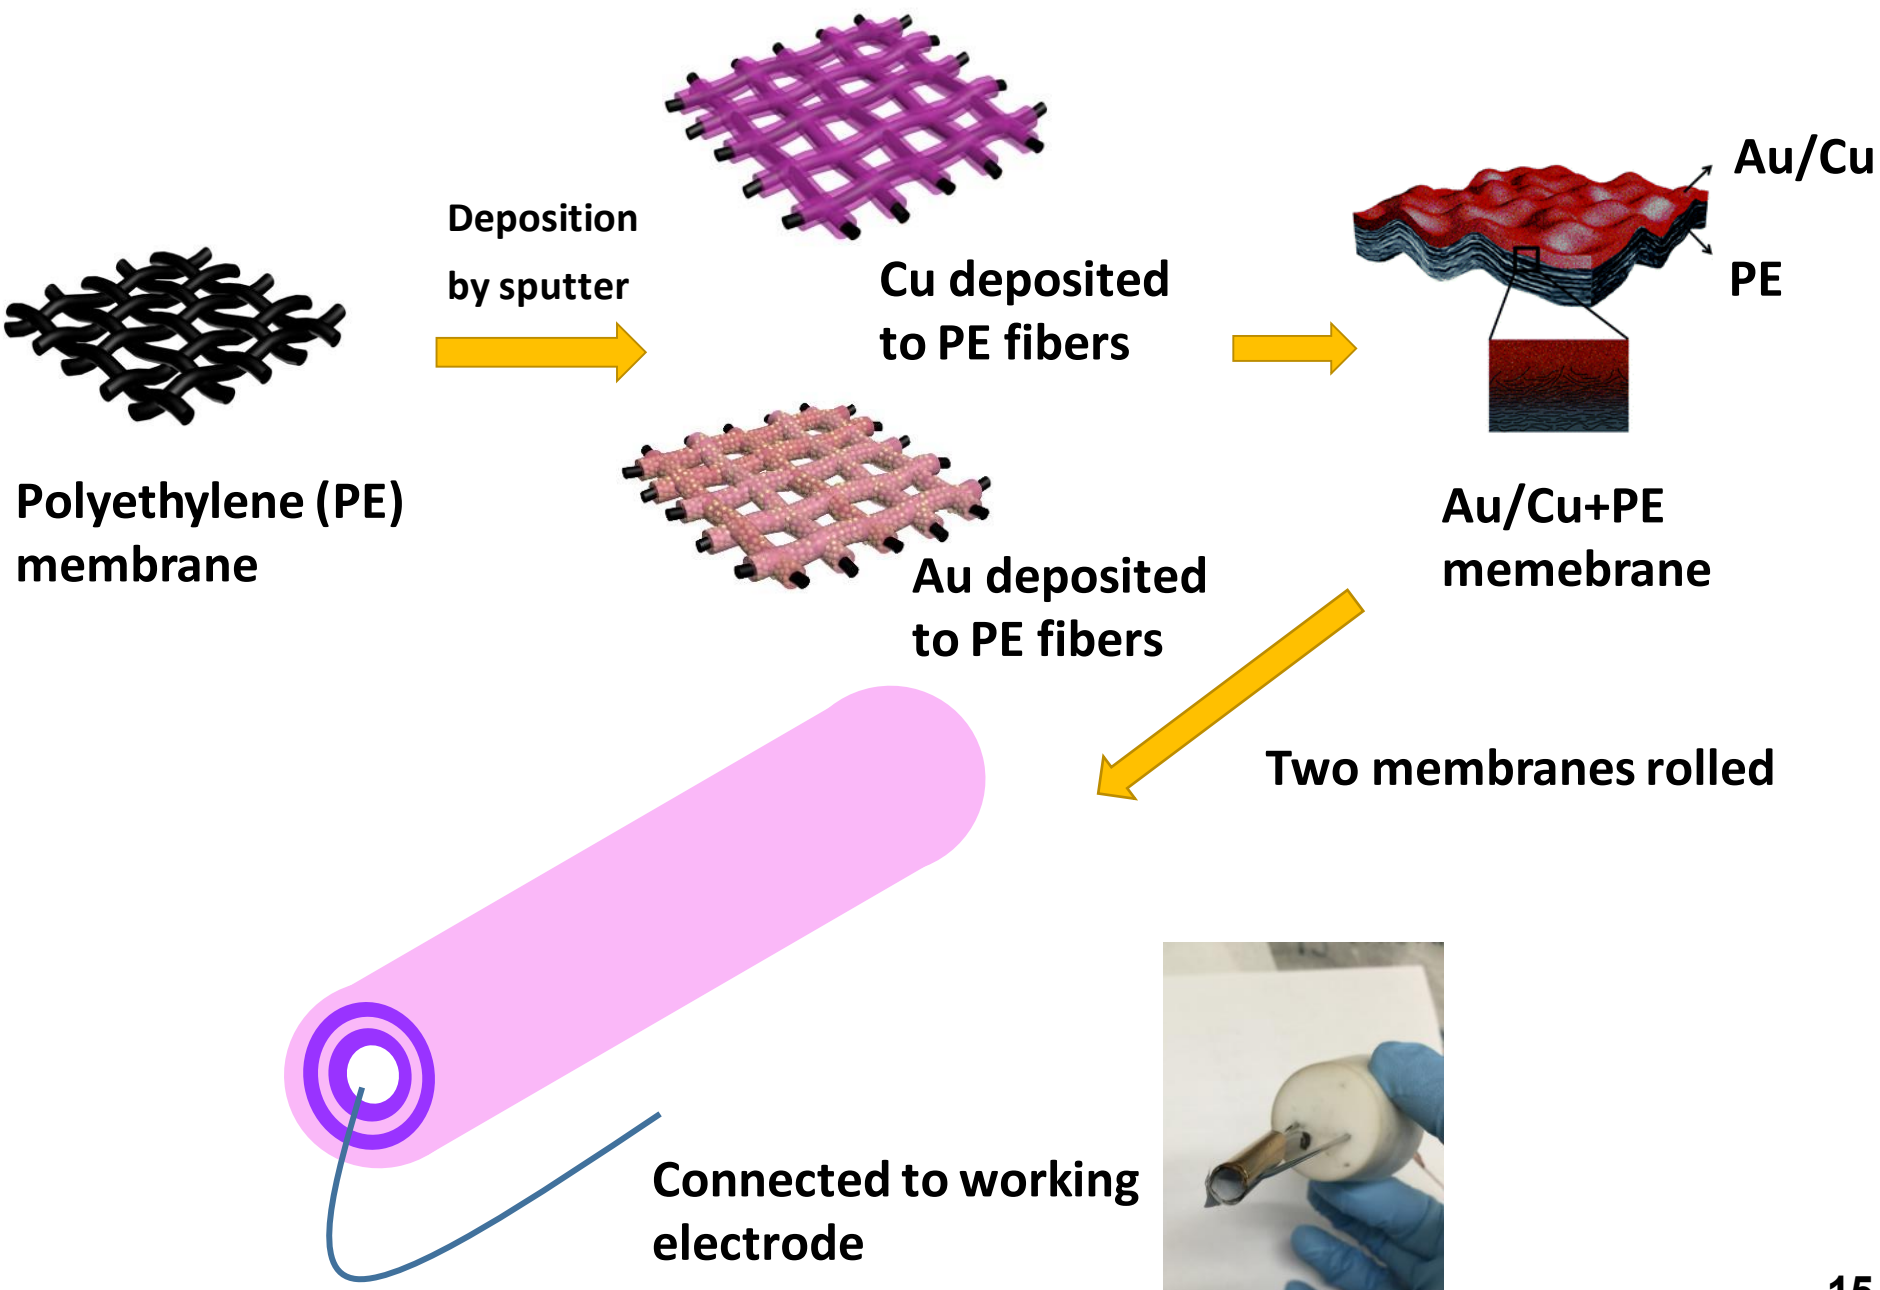 Deposition
by sputter
Polyethylene (PE)
membrane
Cu deposited
to PE fibers
Au deposited
to PE fibers
Au/Cu
PE
Au/Cu+PE
memebrane
Two membranes rolled
Connected to working
electrode
15